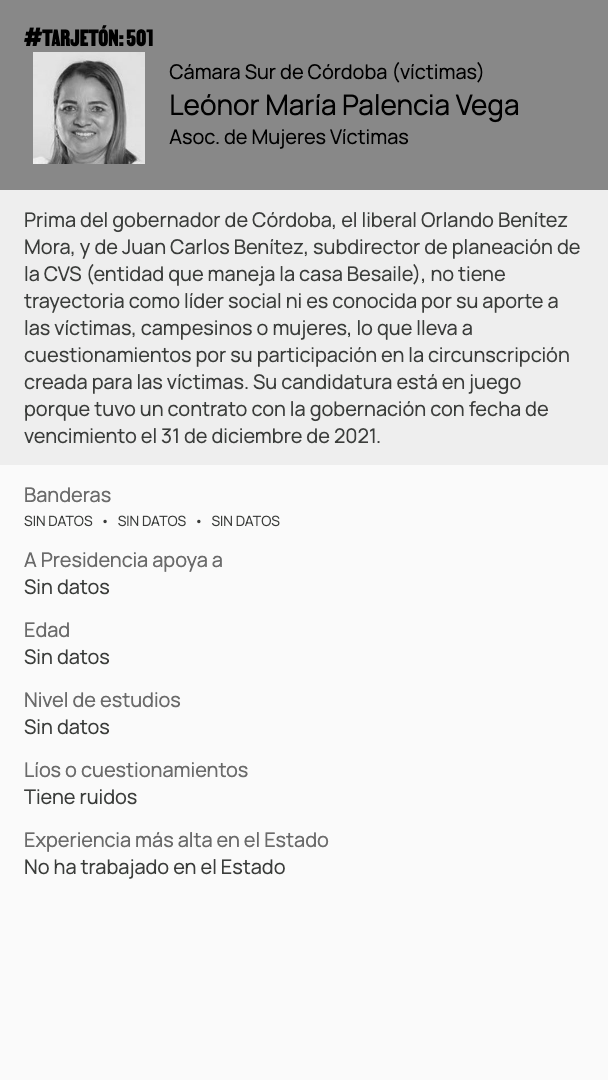 #TARJETÓN: 501
Cámara Sur de Córdoba (víctimas)
Leónor María Palencia Vega
Asoc. de Mujeres Víctimas
Prima del gobernador de Córdoba, el liberal Orlando Benítez
Mora, y de Juan Carlos Benítez, subdirector de planeación de
la CVS (entidad que maneja la casa Besaile), no tiene
trayectoria como líder social ni es conocida por su aporte a
las víctimas, campesinos o mujeres, lo que lleva a
cuestionamientos por su participación en la circunscripción
creada para las víctimas. Su candidatura está en juego
porque tuvo un contrato con la gobernación con fecha de
vencimiento el 31 de diciembre de 2021.
Banderas
SIN DATOS • SIN DATOS • SIN DATOS
A Presidencia apoya a
Sin datos
Edad
Sin datos
Nivel de estudios
Sin datos
Líos o cuestionamientos
Tiene ruidos
Experiencia más alta en el Estado
No ha trabajado en el Estado